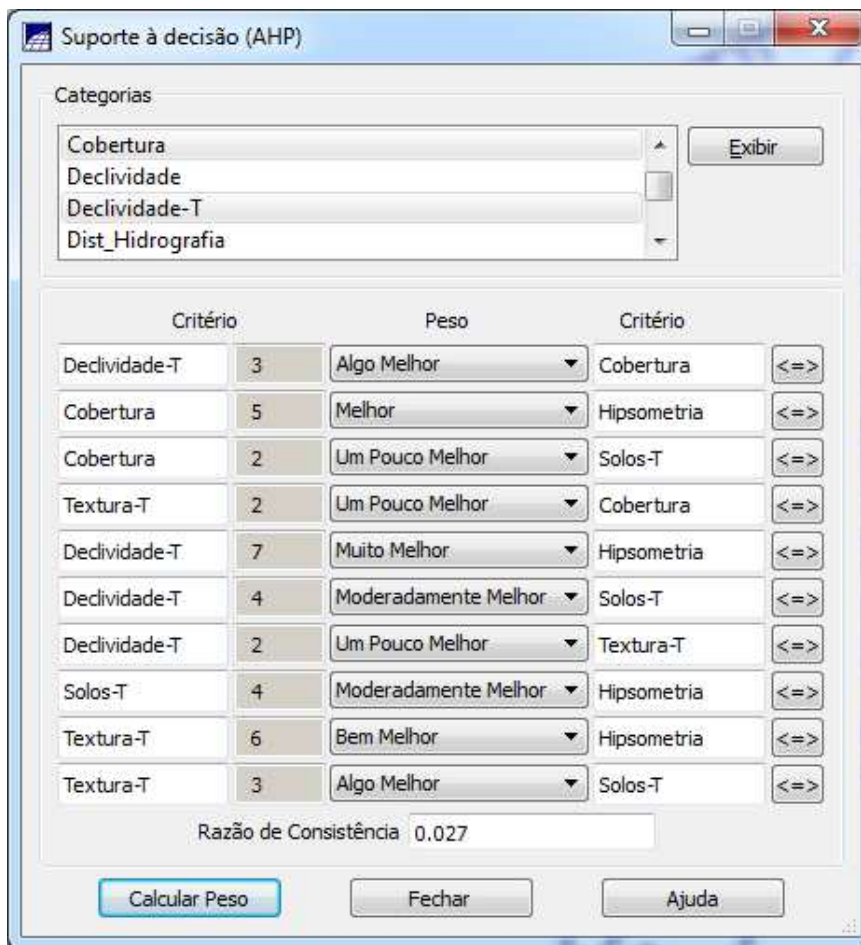 Suporte à decisão (AHP)
Categorias
Cobertura
Declividade
Declividade-T
Dist_Hidrografia
Exibir
Critério Peso Critério
Declividade-T 3 Algo Melhor Cobertura <=>
Cobertura 5 Melhor Hipsometria <=>
Cobertura 2 Um Pouco Melhor Solos-T <=>
Textura-T 2 Um Pouco Melhor Cobertura <=>
Declividade-T 7 Muito Melhor Hipsometria <=>
Declividade-T 4 Moderadamente Melhor Solos-T <=>
Declividade-T 2 Um Pouco Melhor Textura-T <=>
Solos-T 4 Moderadamente Melhor Hipsometria <=>
Textura-T 6 Bem Melhor Hipsometria <=>
Textura-T 3 Algo Melhor Solos-T <=>
Razão de Consistência 0.027
Calcular Peso Fechar Ajuda